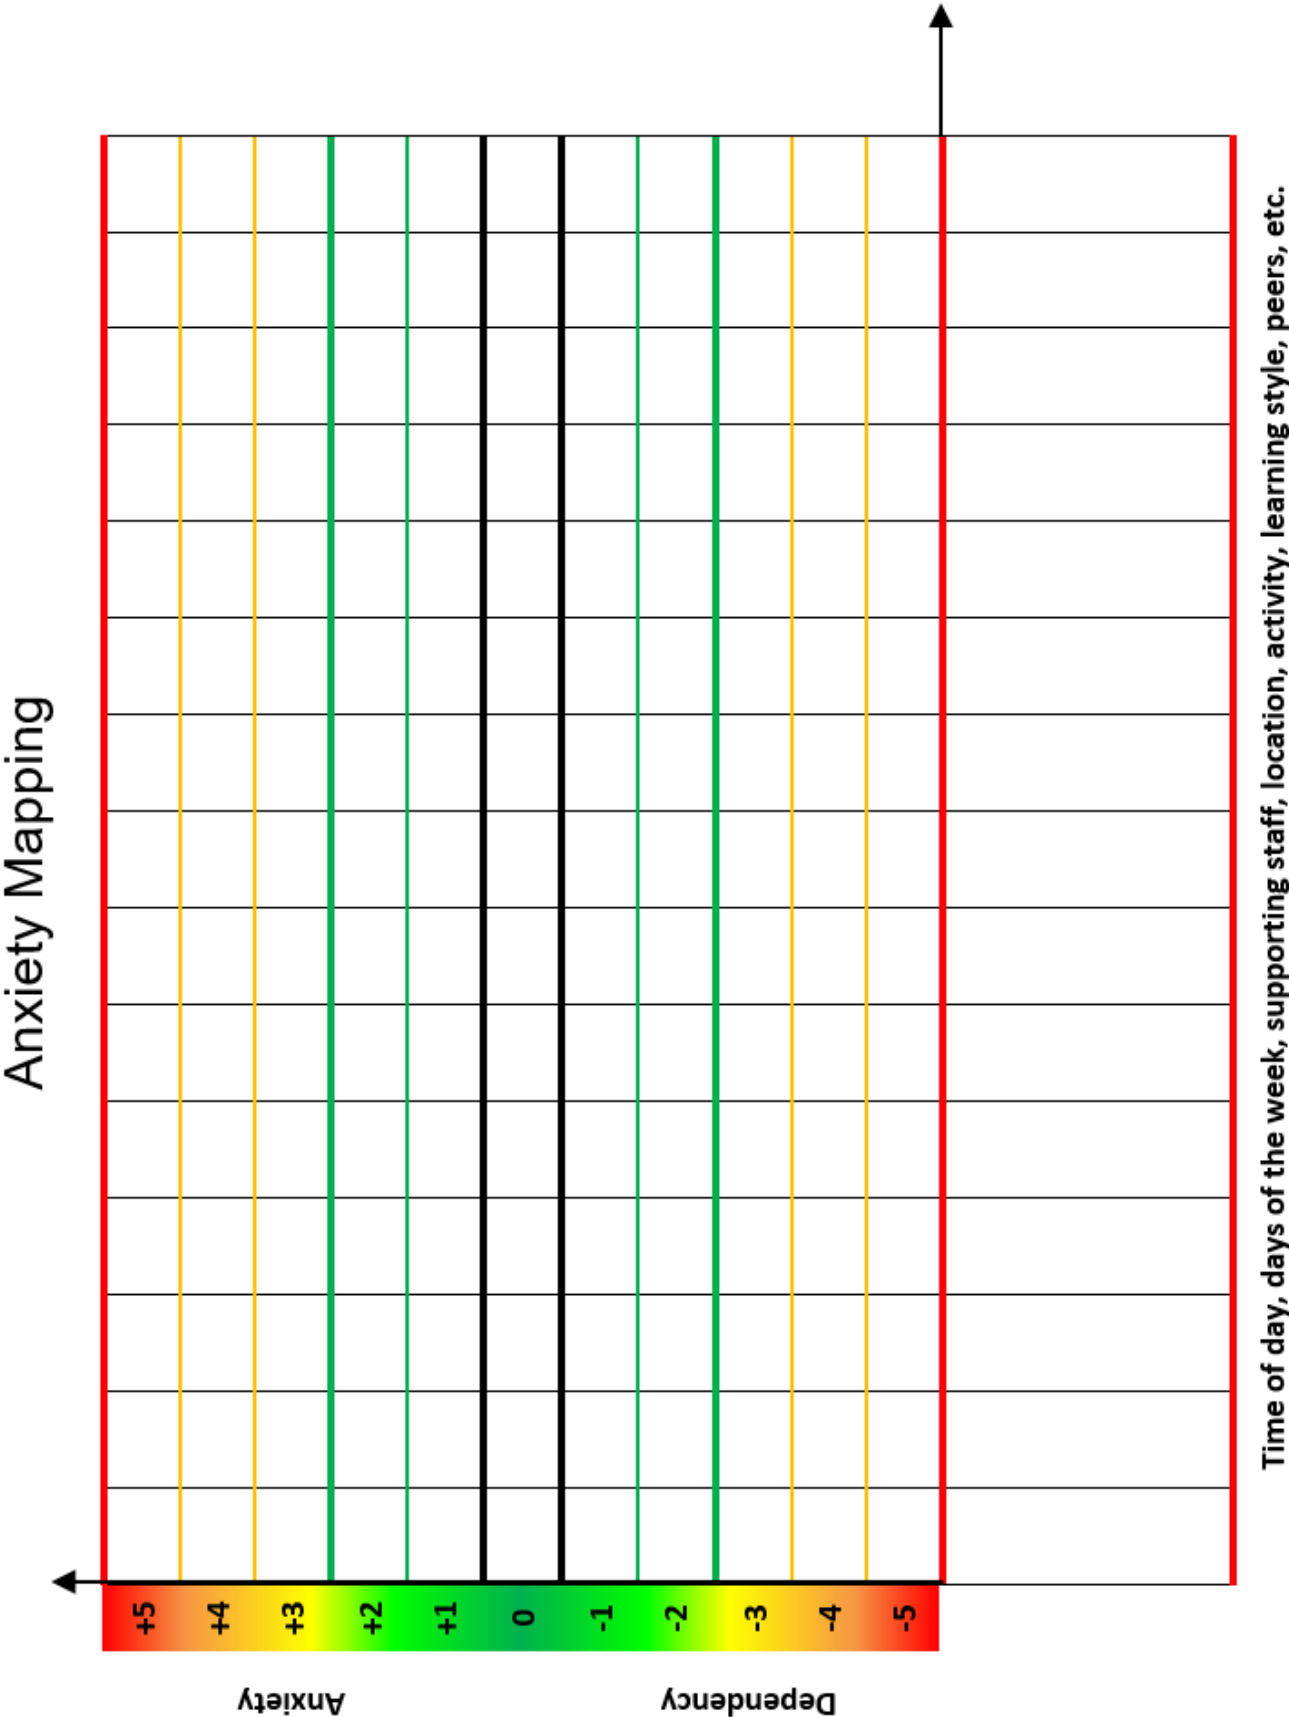 Anxiety Mapping
Anxiety
+5
+4
+3
+2
+1
0
-1
-2
-3
-4
-5
Dependency
Time of day, days of the week, supporting staff, location, activity, learning style, peers, etc.